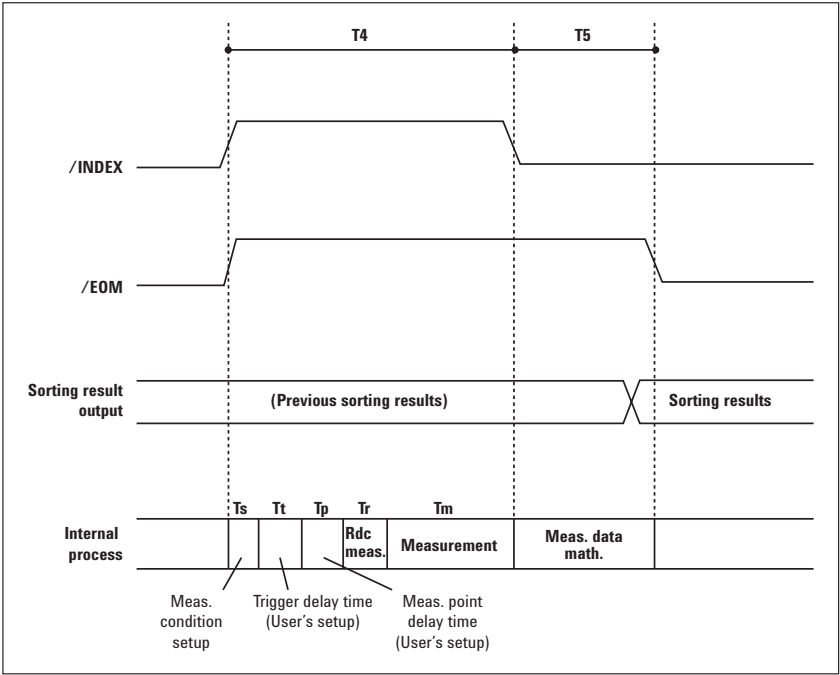 T4 T5
/INDEX
/EOM
Sorting result
output
(Previous sorting results)
Sorting results
Ts Tt Tp Tr Tm
Internal
process
Rdc
meas.
Measurement
Meas. data
math.
Meas.
condition
setup
Trigger delay time
(User's setup)
Meas. point
delay time
(User's setup)